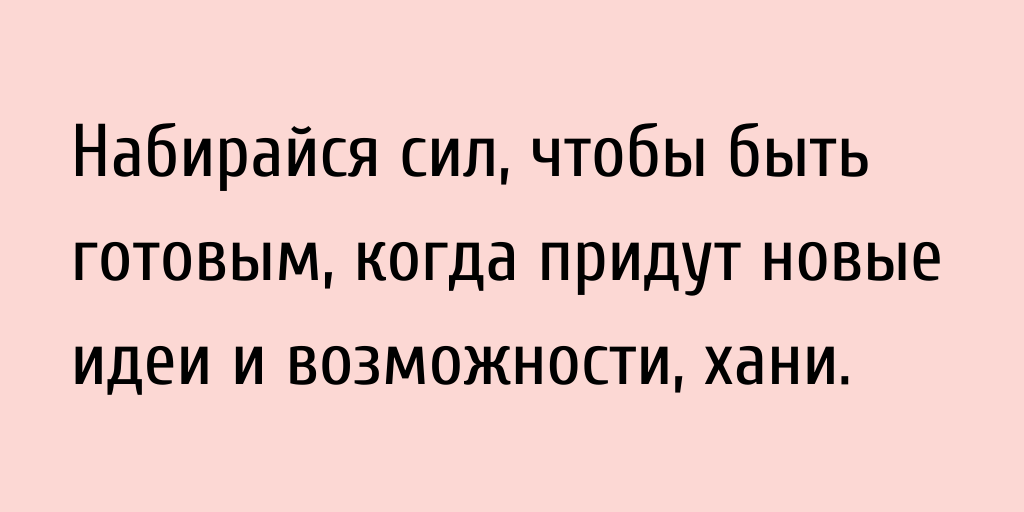 Набирайся сил, чтобы быть
готовым, когда придут новые
идеи и возможности, хани.